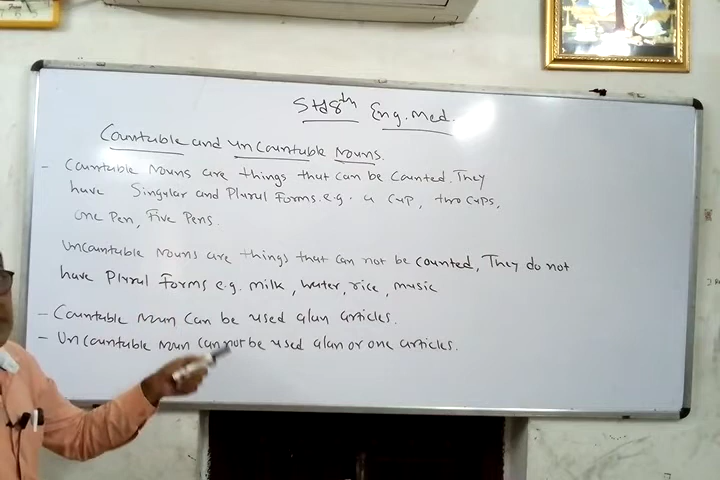 Std 8th Eng. Med.
Countable and Uncountable Nouns.
- Countable Nouns are things that can be Counted. They
have Singular and Plural Forms. e.g. a cup, two cups,
one Pen, Five Pens.
Uncountable Nouns are things that can not be counted, They do not
have Plural Forms e.g. milk, water, rice, music
- Countable noun Can be used a/an articles.
- Uncountable noun can not be used a/an or one articles.